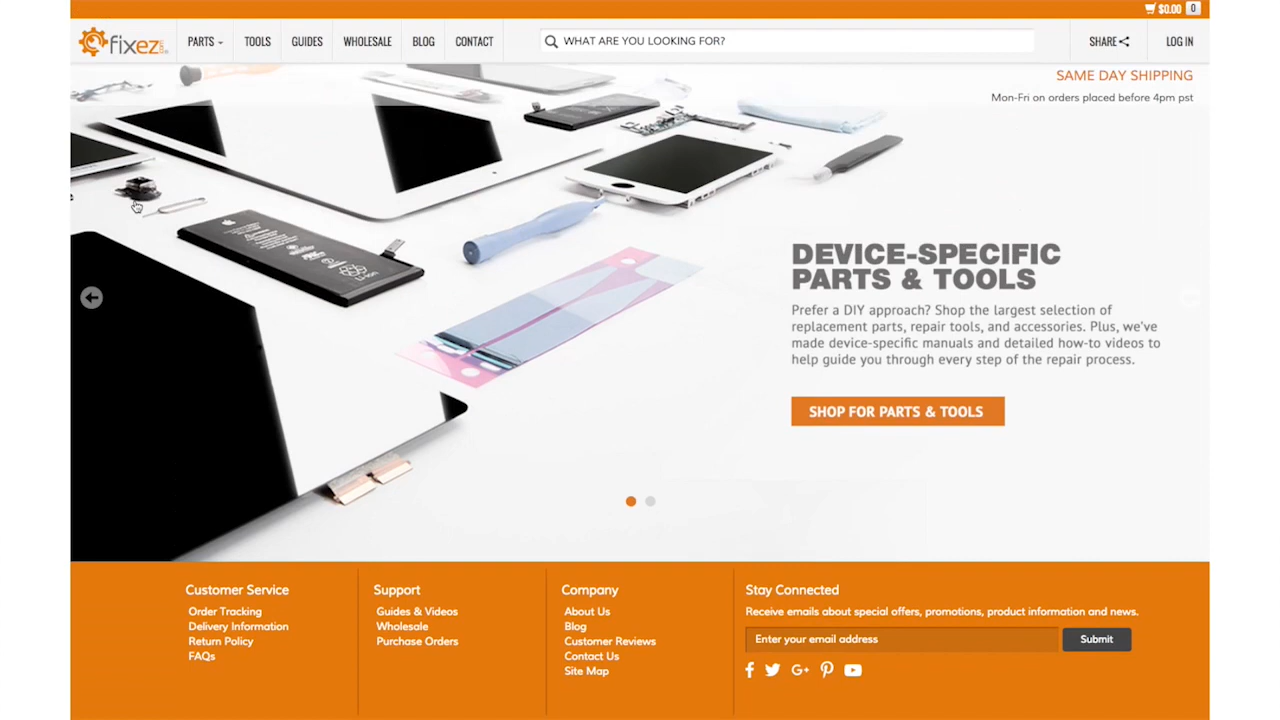 $0.00 0
fixez.com
PARTS
TOOLS
GUIDES
WHOLESALE
BLOG
CONTACT
WHAT ARE YOU LOOKING FOR?
SHARE
LOG IN
SAME DAY SHIPPING
Mon-Fri on orders placed before 4pm pst
Li-ion
DEVICE-SPECIFIC
PARTS & TOOLS
Prefer a DIY approach? Shop the largest selection of
replacement parts, repair tools, and accessories. Plus, we've
made device-specific manuals and detailed how-to videos to
help guide you through every step of the repair process.
SHOP FOR PARTS & TOOLS
Customer Service
Order Tracking
Delivery Information
Return Policy
FAQs
Support
Guides & Videos
Wholesale
Purchase Orders
Company
About Us
Blog
Customer Reviews
Contact Us
Site Map
Stay Connected
Receive emails about special offers, promotions, product information and news.
Enter your email address
Submit